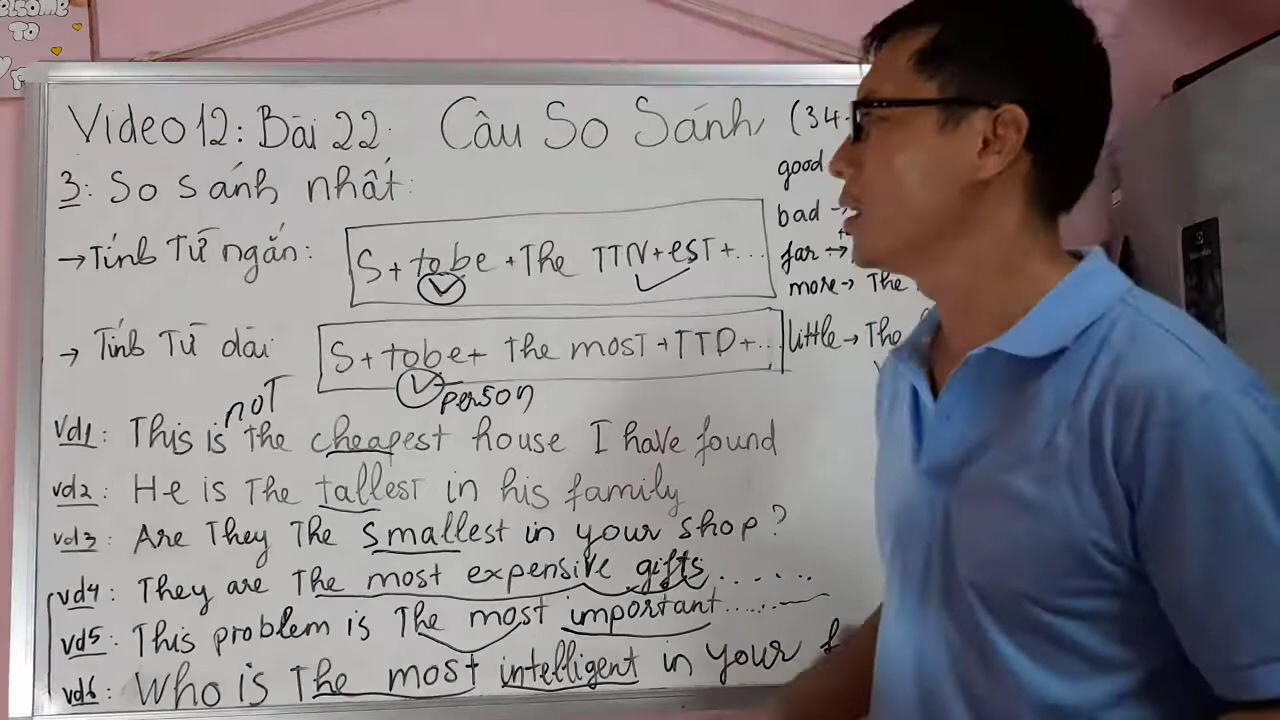 WELCOME
TO
Video 12: Bài 22: Câu So Sánh (34
3: So sánh nhất:
good
bad →
→ Tính Từ ngắn: S + tobe + The TTN + est + ...
far →
more → The
→ Tính Từ dài: S + tobe + The most + TTD + ...
little → The
not
person
vd1: This is the cheapest house I have found
vd2: He is The tallest in his family
vd3: Are They The smallest in your shop?
vd4: They are The most expensive gifts......
vd5: This problem is The most important......
vd6: Who is The most intelligent in your f